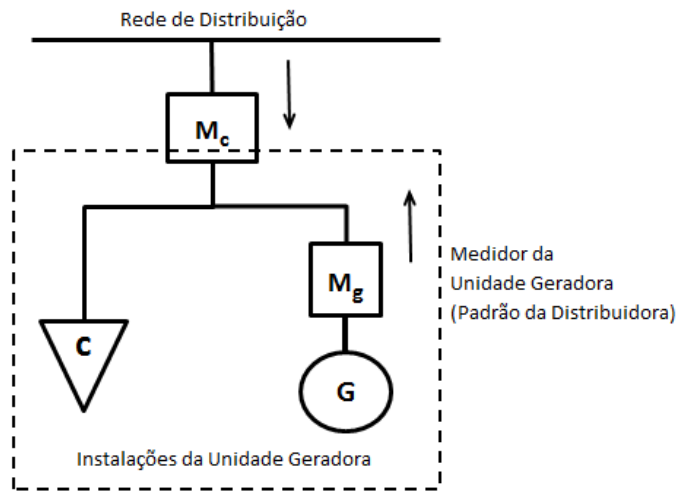 Rede de Distribuição
Mc
Medidor da
Unidade Geradora
(Padrão da Distribuidora)
Mg
C
G
Instalações da Unidade Geradora